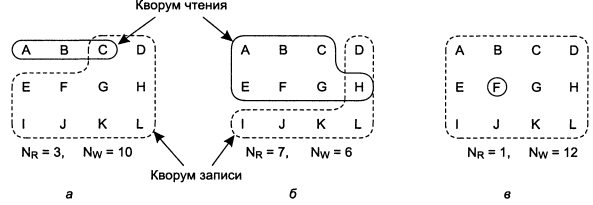 Кворум чтения
A B C D
E F G H
I J K L
N_R = 3, N_W = 10
а
A B C D
E F G H
I J K L
N_R = 7, N_W = 6
б
A B C D
E F G H
I J K L
N_R = 1, N_W = 12
в
Кворум записи